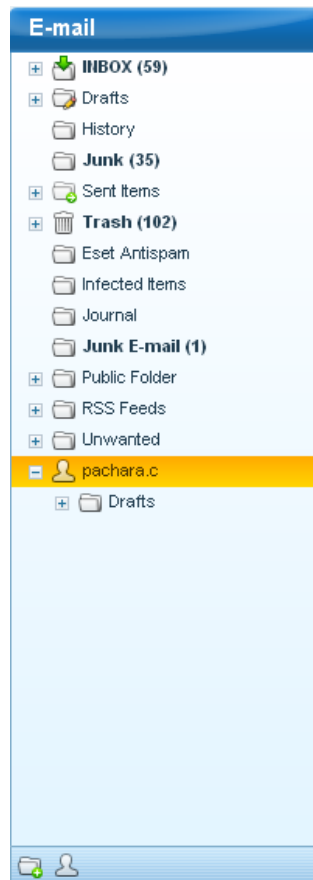 E-mail
INBOX (59)
Drafts
History
Junk (35)
Sent Items
Trash (102)
Eset Antispam
Infected Items
Journal
Junk E-mail (1)
Public Folder
RSS Feeds
Unwanted
pachara.c
Drafts